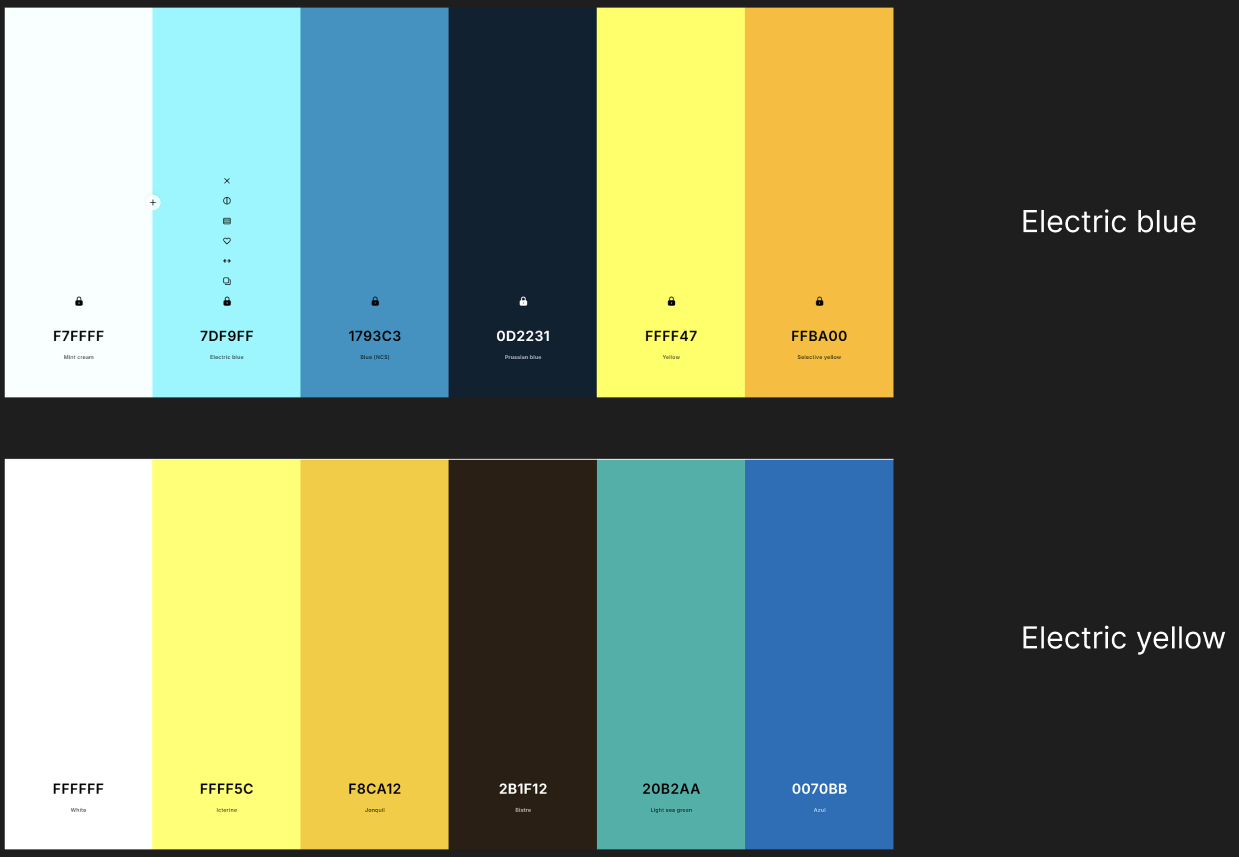 Electric blue
F7FFFF
Mint cream
7DF9FF
Electric blue
1793C3
Blue (NCS)
0D2231
Prussian blue
FFFF47
Yellow
FFBA00
Selective yellow
Electric yellow
FFFFFF
White
FFFF5C
Icterine
F8CA12
Jonquil
2B1F12
Bistre
20B2AA
Light sea green
0070BB
Azul